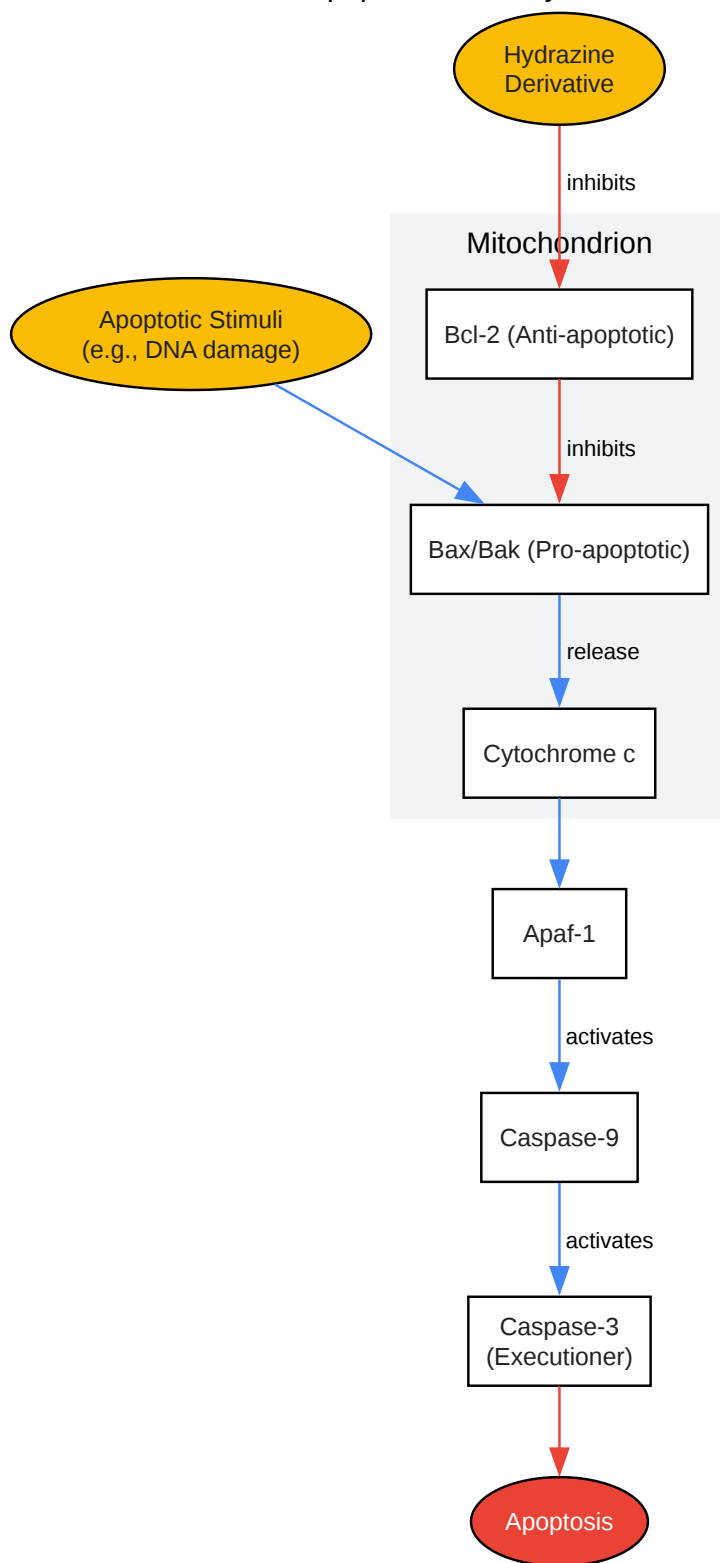 Hydrazine
Derivative
inhibits
Mitochondrion
Apoptotic Stimuli
(e.g., DNA damage)
Bcl-2 (Anti-apoptotic)
inhibits
Bax/Bak (Pro-apoptotic)
release
Cytochrome c
Apaf-1
activates
Caspase-9
activates
Caspase-3
(Executioner)
Apoptosis